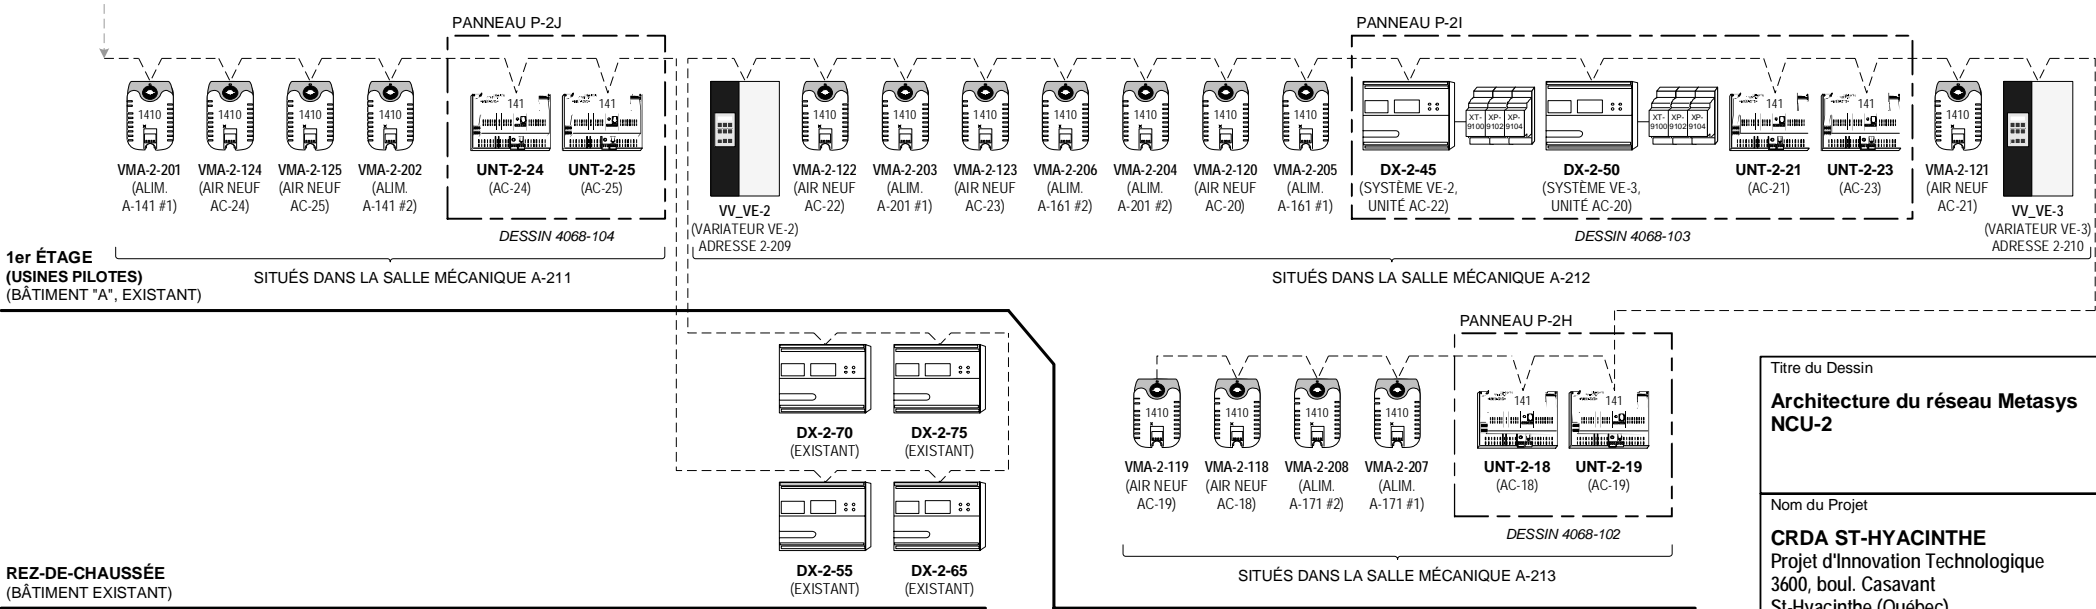 PANNEAU P-2J
PANNEAU P-2I
1410
1410
1410
1410
141
141
1410
1410
1410
1410
1410
1410
1410
XT-9100
XP-9102
XP-9104
XT-9100
XP-9102
XP-9104
141
141
1410
VMA-2-201
(ALIM.
A-141 #1)
VMA-2-124
(AIR NEUF
AC-24)
VMA-2-125
(AIR NEUF
AC-25)
VMA-2-202
(ALIM.
A-141 #2)
UNT-2-24
(AC-24)
UNT-2-25
(AC-25)
DESSIN 4068-104
VV_VE-2
(VARIATEUR VE-2)
ADRESSE 2-209
VMA-2-122
(AIR NEUF
AC-22)
VMA-2-203
(ALIM.
A-201 #1)
VMA-2-123
(AIR NEUF
AC-23)
VMA-2-206
(ALIM.
A-161 #2)
VMA-2-204
(ALIM.
A-201 #2)
VMA-2-120
(AIR NEUF
AC-20)
VMA-2-205
(ALIM.
A-161 #1)
DX-2-45
(SYSTÈME VE-2,
UNITÉ AC-22)
DX-2-50
(SYSTÈME VE-3,
UNITÉ AC-20)
UNT-2-21
(AC-21)
UNT-2-23
(AC-23)
DESSIN 4068-103
VMA-2-121
(AIR NEUF
AC-21)
VV_VE-3
(VARIATEUR VE-3)
ADRESSE 2-210
1er ÉTAGE
(USINES PILOTES)
(BÂTIMENT "A", EXISTANT)
SITUÉS DANS LA SALLE MÉCANIQUE A-211
SITUÉS DANS LA SALLE MÉCANIQUE A-212
PANNEAU P-2H
DX-2-70
(EXISTANT)
DX-2-75
(EXISTANT)
DX-2-55
(EXISTANT)
DX-2-65
(EXISTANT)
1410
1410
1410
1410
141
141
VMA-2-119
(AIR NEUF
AC-19)
VMA-2-118
(AIR NEUF
AC-18)
VMA-2-208
(ALIM.
A-171 #2)
VMA-2-207
(ALIM.
A-171 #1)
UNT-2-18
(AC-18)
UNT-2-19
(AC-19)
DESSIN 4068-102
SITUÉS DANS LA SALLE MÉCANIQUE A-213
REZ-DE-CHAUSSÉE
(BÂTIMENT EXISTANT)
Titre du Dessin
Architecture du réseau Metasys
NCU-2
Nom du Projet
CRDA ST-HYACINTHE
Projet d'Innovation Technologique
3600, boul. Casavant
St-Hyacinthe (Québec)